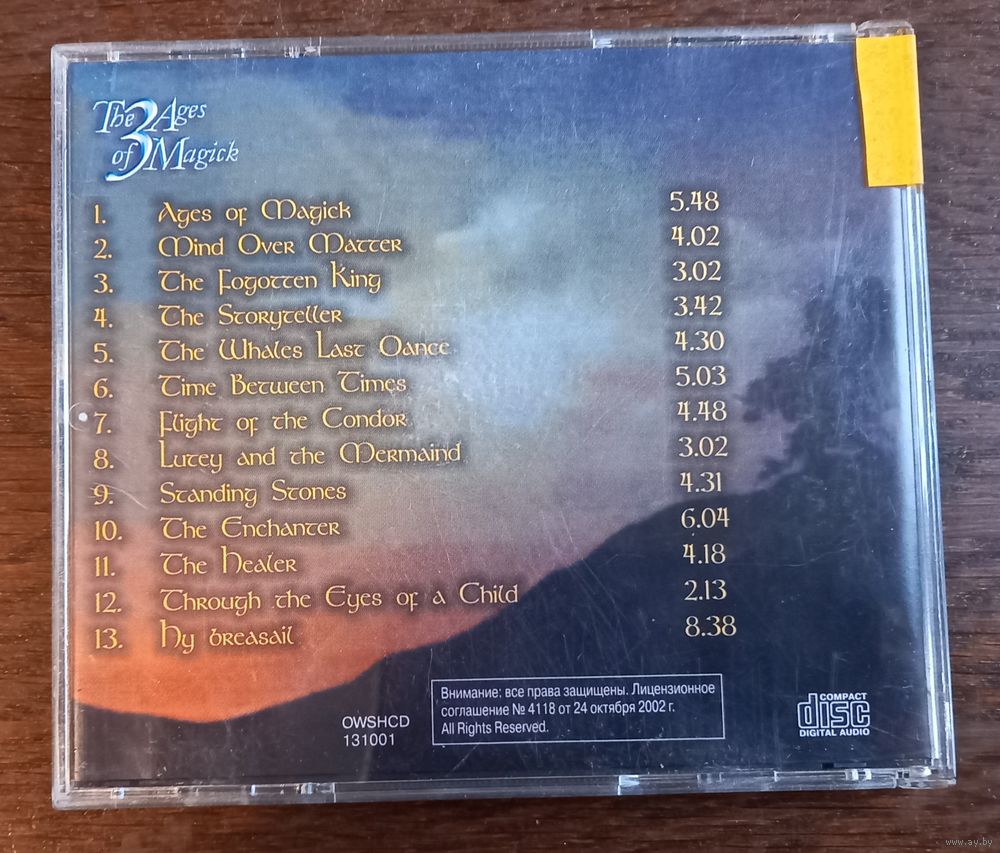 The 3 Ages
of Magick
1. Ages of Magick 5.48
2. Mind Over Matter 4.02
3. The Fogotten King 3.02
4. The Storyteller 3.42
5. The Whales Last Dance 4.30
6. Time Between Times 5.03
7. Flight of the Condor 4.48
8. Lutey and the Mermaind 3.02
9. Standing Stones 4.31
10. The Enchanter 6.04
11. The Healer 4.18
12. Through the Eyes of a Child 2.13
13. Hy breasail 8.38
OWSHCD
131001
Внимание: все права защищены. Лицензионное
соглашение № 4118 от 24 октября 2002 г.
All Rights Reserved.
COMPACT
disc
DIGITAL AUDIO
www.ay.by